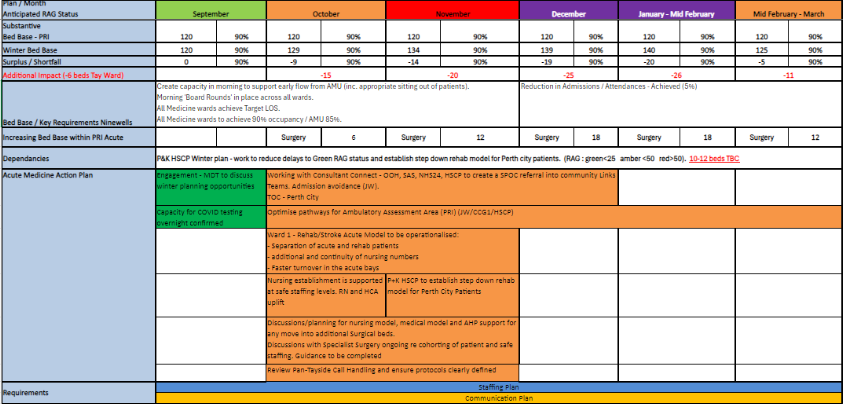 Plan / Month
Anticipated RAG Status
September
October
November
December
January - Mid February
Mid February - March
Substantive
Bed Base - PRI
120 90% 120 90% 120 90% 120 90% 120 90% 120 90%
Winter Bed Base
120 90% 129 90% 134 90% 139 90% 140 90% 125 90%
Surplus / Shortfall
0 90% -9 90% -14 90% -19 90% -20 90% -5 90%
Additional Impact (-6 beds Tay Ward)
-15 -20 -25 -26 -11
Create capacity in morning to support early flow from AMU (inc. appropriate sitting out of patients).
Morning 'Board Rounds' in place across all wards.
All Medicine wards achieve Target LOS.
All Medicine wards to achieve 90% occupancy / AMU 85%.
Reduction in Admissions / Attendances - Achieved (5%)
Bed Base / Key Requirements Ninewells
Increasing Bed Base within PRI Acute
Surgery 6 Surgery 12 Surgery 18 Surgery 18 Surgery 12
Dependancies
P&K HSCP Winter plan - work to reduce delays to Green RAG status and establish step down rehab model for Perth city patients. (RAG : green<25 amber <50 red>50). 10-12 beds TBC
Acute Medicine Action Plan
Engagement - MDT to discuss
winter planning opportunities
Working with Consultant Connect - OOH, SAS, NHS24, HSCP to create a SPOC referral into community Links
Teams. Admission avoidance (JW).
TOC - Perth City
Capacity for COVID testing
overnight confirmed
Optimise pathways for Ambulatory Assessment Area (PRI) (JW/CCG1/HSCP)
Ward 1 - Rehab/Stroke Acute Model to be operationalised:
- Separation of acute and rehab patients
- additional and continuity of nursing numbers
- Faster turnover in the acute bays
Nursing establishment is supported
at safe staffing levels. RN and HCA
uplift
P+K HSCP to establish step down rehab
model for Perth City Patients
Discussions/planning for nursing model, medical model and AHP support for
any move into additional Surgical beds.
Discussions with Specialist Surgery ongoing re cohorting of patient and safe
staffing. Guidance to be completed
Review Pan-Tayside Call Handling and ensure protocols clearly defined
Requirements
Staffing Plan
Communication Plan